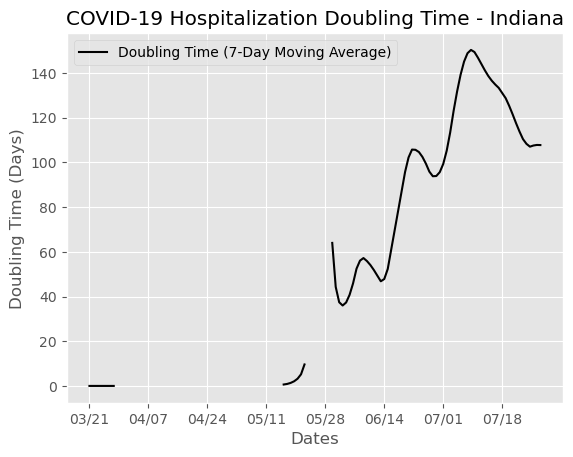 COVID-19 Hospitalization Doubling Time - Indiana
Doubling Time (7-Day Moving Average)
Doubling Time (Days)
140
120
100
80
60
40
20
0
03/21 04/07 04/24 05/11 05/28 06/14 07/01 07/18
Dates